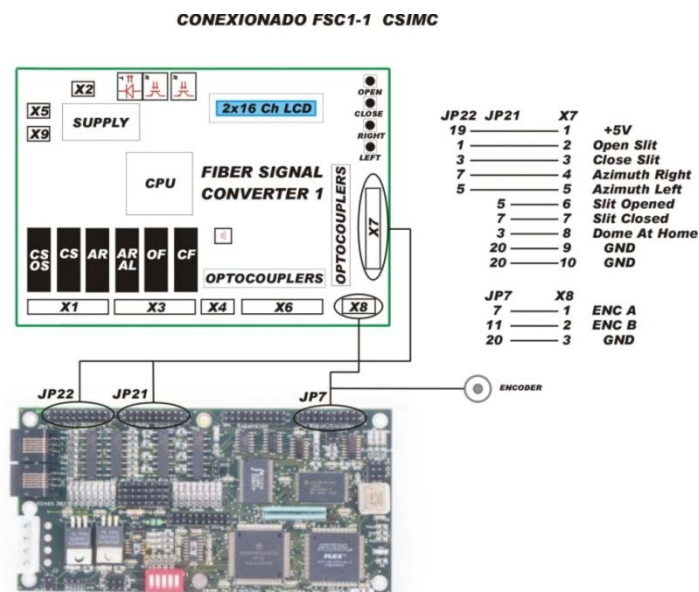 CONEXIONADO FSC1-1 CSIMC
X2
X5
X9
SUPPLY
2x16 Ch LCD
OPEN
CLOSE
RIGHT
LEFT
CPU
FIBER SIGNAL
CONVERTER 1
OPTOCOUPLERS
X7
CS OS
CS
AR
AR AL
OF
CF
4
OPTOCOUPLERS
X1
X3
X4
X6
X8
JP22 JP21 X7
19 1 +5V
1 2 Open Slit
3 3 Close Slit
7 4 Azimuth Right
5 5 Azimuth Left
5 6 Slit Opened
7 7 Slit Closed
3 8 Dome At Home
20 9 GND
20 10 GND
JP7 X8
7 1 ENC A
11 2 ENC B
20 3 GND
JP22
JP21
JP7
ENCODER
Expansion
FLEX